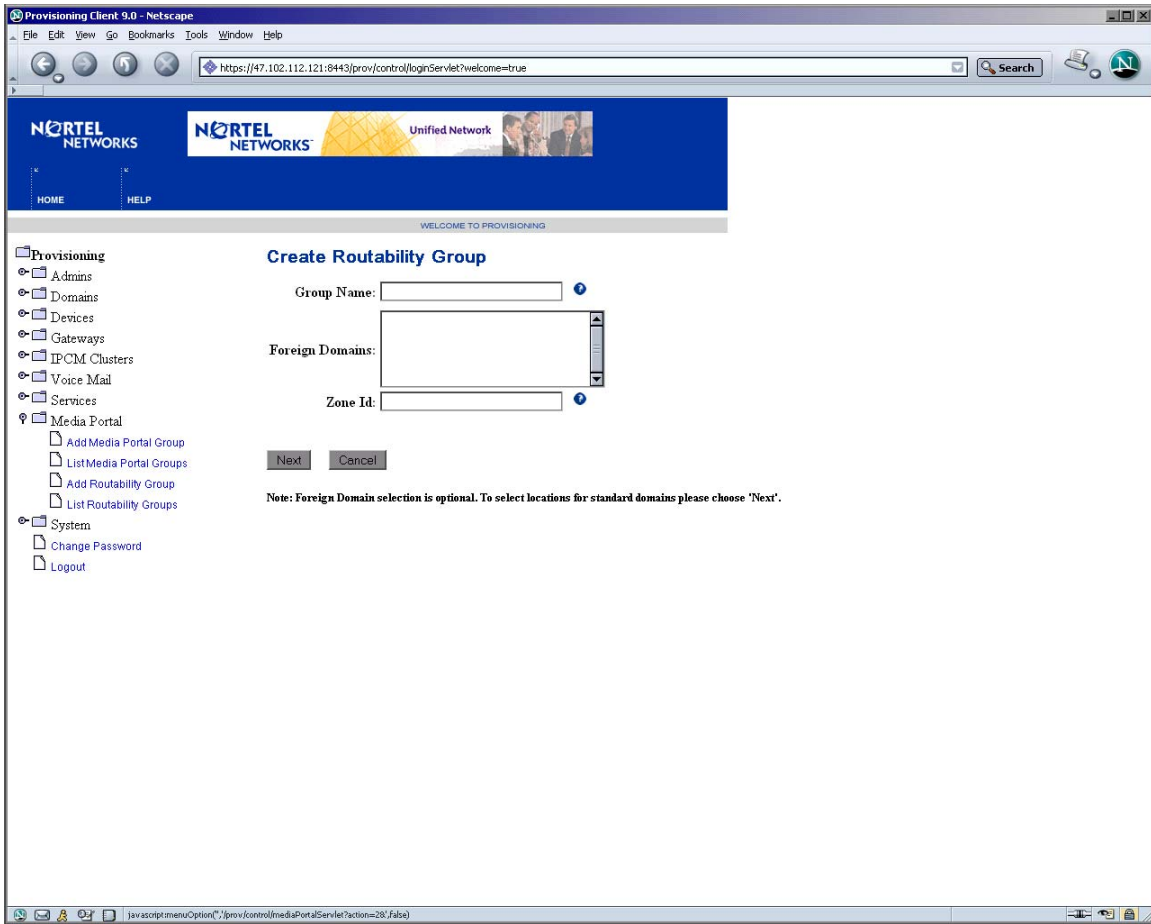 Provisioning Client 9.0 - Netscape
File Edit View Go Bookmarks Tools Window Help
https://47.102.112.121:8443/prov/control/loginServlet?welcome=true
Search
N
NORTEL
NETWORKS
NORTEL
NETWORKS™
Unified Network
HOME HELP
WELCOME TO PROVISIONING
Provisioning
Admins
Domains
Devices
Gateways
IPCM Clusters
Voice Mail
Services
Media Portal
Add Media Portal Group
List Media Portal Groups
Add Routability Group
List Routability Groups
System
Change Password
Logout
Create Routability Group
Group Name: ?
Foreign Domains:
Zone Id: ?
Next Cancel
Note: Foreign Domain selection is optional. To select locations for standard domains please choose 'Next'.
javascript:menuOption('','/prov/control/mediaPortalServlet?action=28',false)